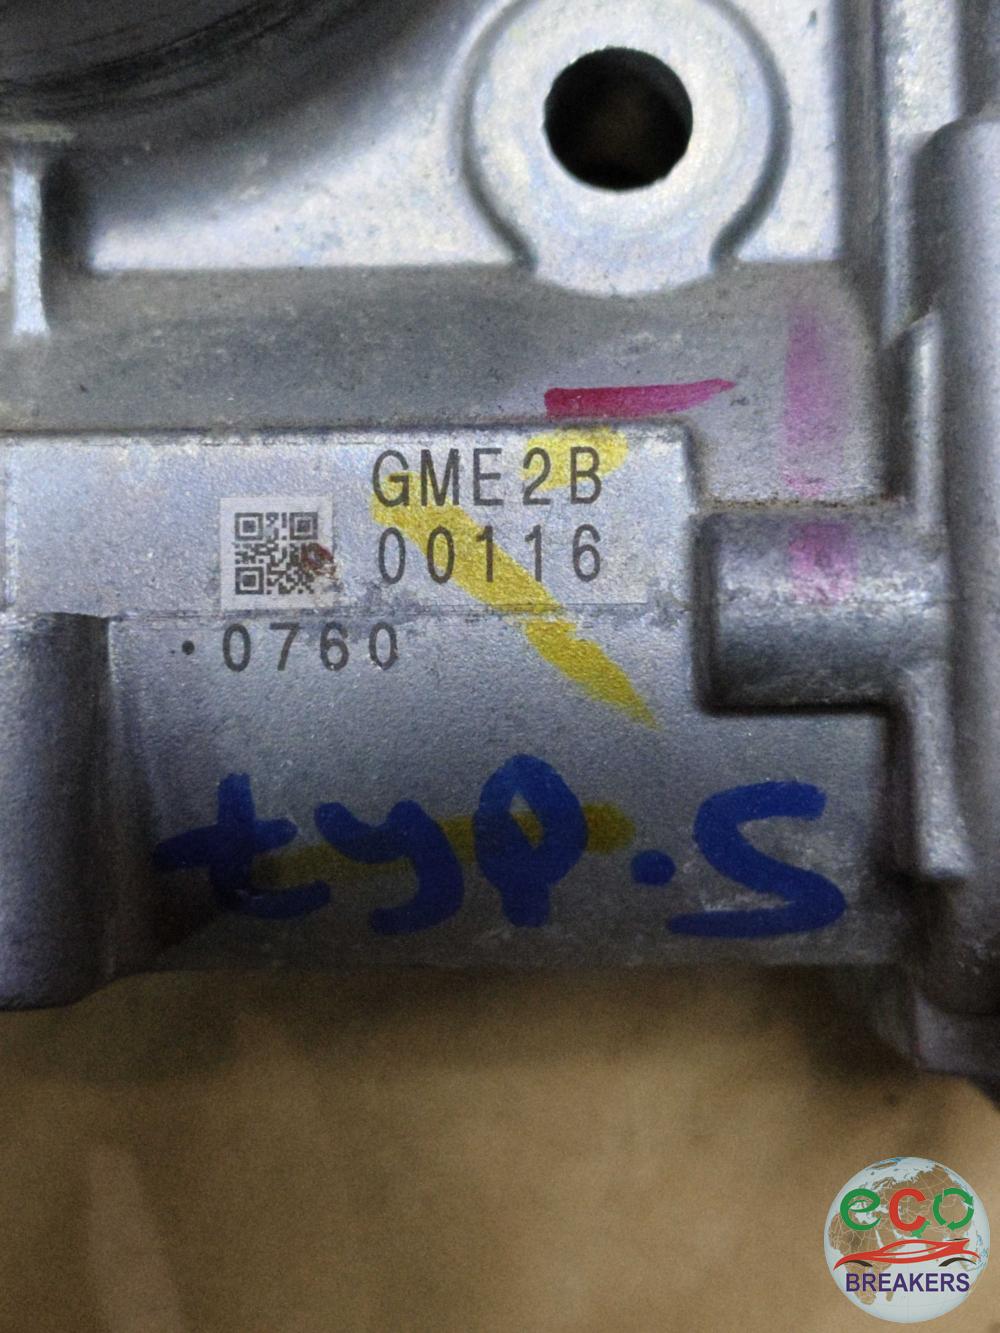 GME2B
00116
·0760
typ.S
eco
BREAKERS